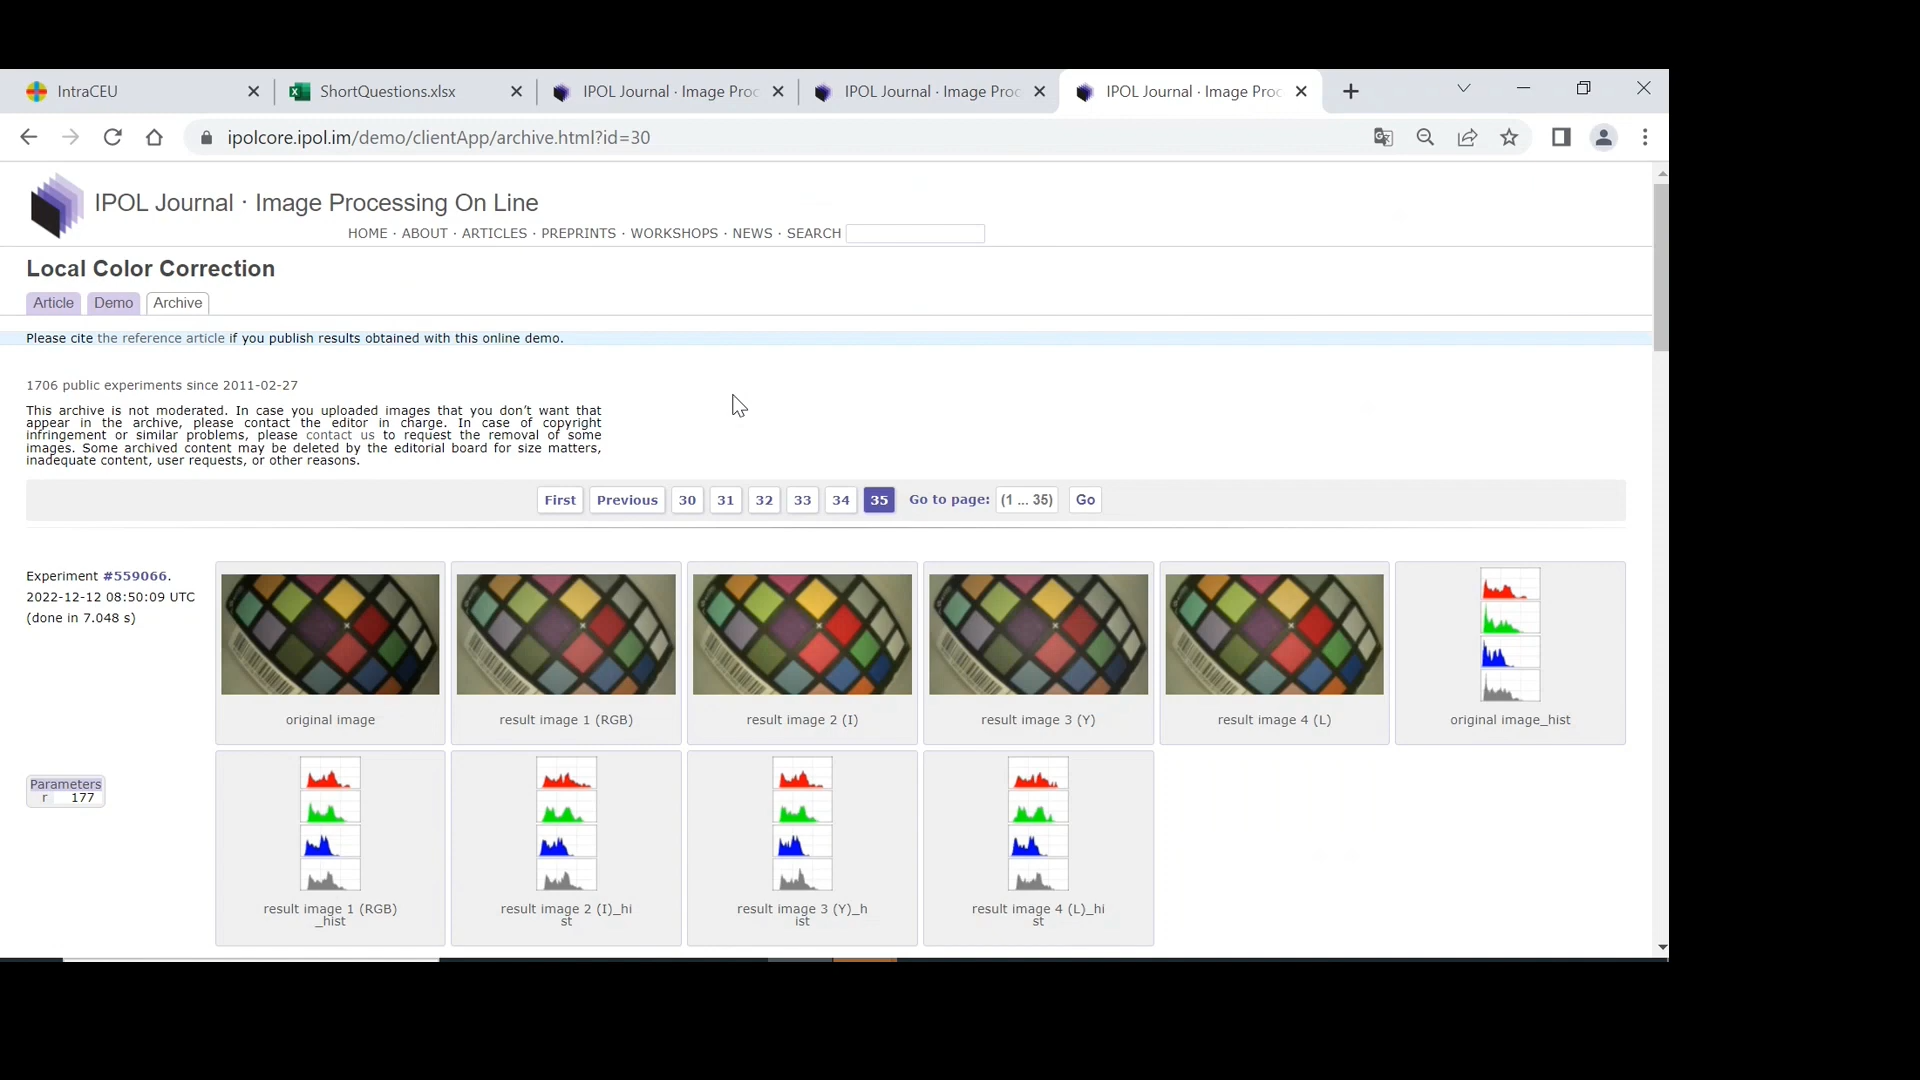 IntraCEU
ShortQuestions.xlsx
IPOL Journal · Image Proc
IPOL Journal · Image Proc
IPOL Journal · Image Proc
ipolcore.ipol.im/demo/clientApp/archive.html?id=30
IPOL Journal · Image Processing On Line
HOME · ABOUT · ARTICLES · PREPRINTS · WORKSHOPS · NEWS · SEARCH
Local Color Correction
Article Demo Archive
Please cite the reference article if you publish results obtained with this online demo.
1706 public experiments since 2011-02-27
This archive is not moderated. In case you uploaded images that you don't want that
appear in the archive, please contact the editor in charge. In case of copyright
infringement or similar problems, please contact us to request the removal of some
images. Some archived content may be deleted by the editorial board for size matters,
inadequate content, user requests, or other reasons.
First Previous 30 31 32 33 34 35 Go to page: (1 ... 35) Go
Experiment #559066.
2022-12-12 08:50:09 UTC
(done in 7.048 s)
original image
result image 1 (RGB)
result image 2 (I)
result image 3 (Y)
result image 4 (L)
original image_hist
Parameters
r 177
result image 1 (RGB)
_hist
result image 2 (I)_hi
st
result image 3 (Y)_h
ist
result image 4 (L)_hi
st